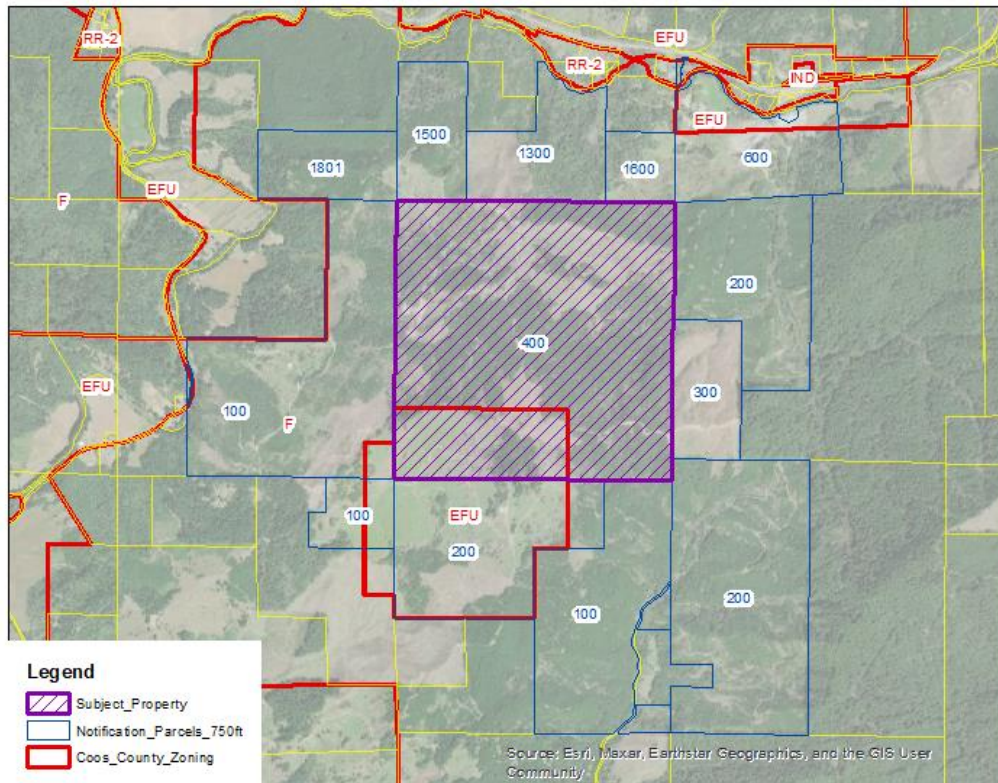 RR-2
EFU
RR-2
IND
EFU
1500
1801
1300
1600
600
EFU
F
200
400
EFU
300
100
F
100
EFU
200
100
200
Legend
Subject_Property
Notification_Parcels_750ft
Coos_County_Zoning
Source: Esri, Maxar, Earthstar Geographics, and the GIS User
Community